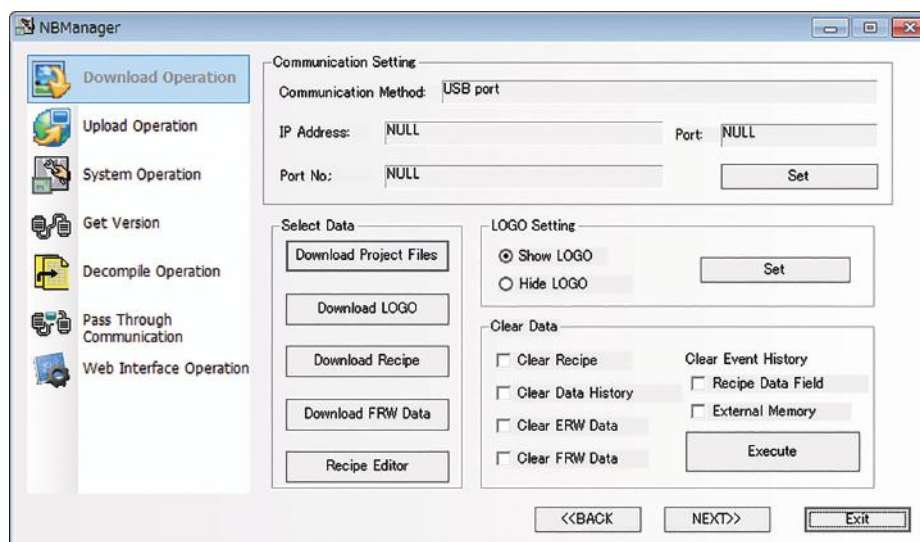 NBManager
Download Operation
Upload Operation
System Operation
Get Version
Decompile Operation
Pass Through
Communication
Web Interface Operation
Communication Setting
Communication Method: USB port
IP Address: NULL
Port: NULL
Port No.: NULL
Set
Select Data
Download Project Files
Download LOGO
Download Recipe
Download FRW Data
Recipe Editor
LOGO Setting
Show LOGO
Hide LOGO
Set
Clear Data
Clear Recipe
Clear Data History
Clear ERW Data
Clear FRW Data
Clear Event History
Recipe Data Field
External Memory
Execute
<<BACK
NEXT>>
Exit